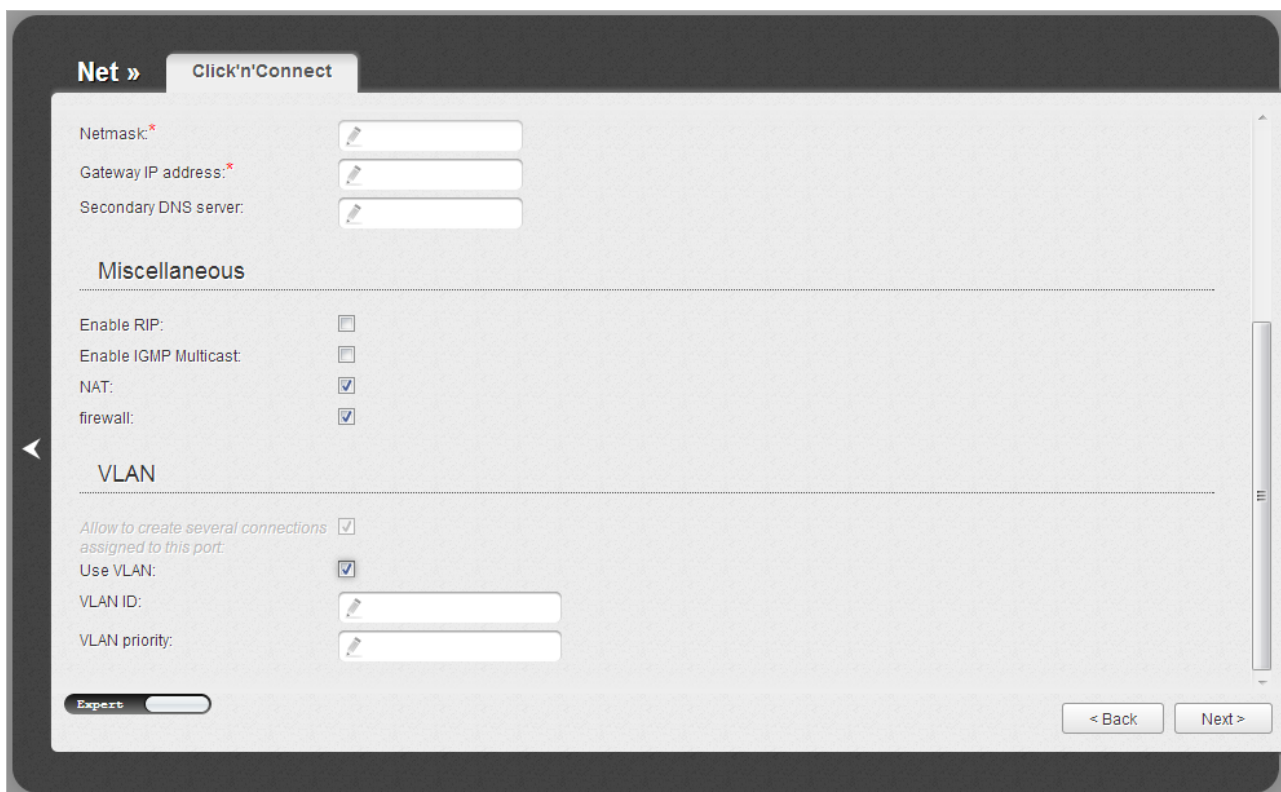 Net »
Click'n'Connect
Netmask:*
Gateway IP address:*
Secondary DNS server:
Miscellaneous
Enable RIP:
Enable IGMP Multicast:
NAT:
firewall:
VLAN
Allow to create several connections
assigned to this port:
Use VLAN:
VLAN ID:
VLAN priority:
Expert
< Back
Next >